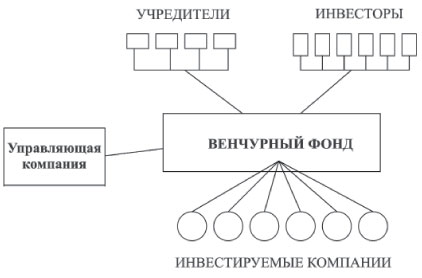 УЧРЕДИТЕЛИ
ИНВЕСТОРЫ
Управляющая
компания
ВЕНЧУРНЫЙ ФОНД
ИНВЕСТИРУЕМЫЕ КОМПАНИИ